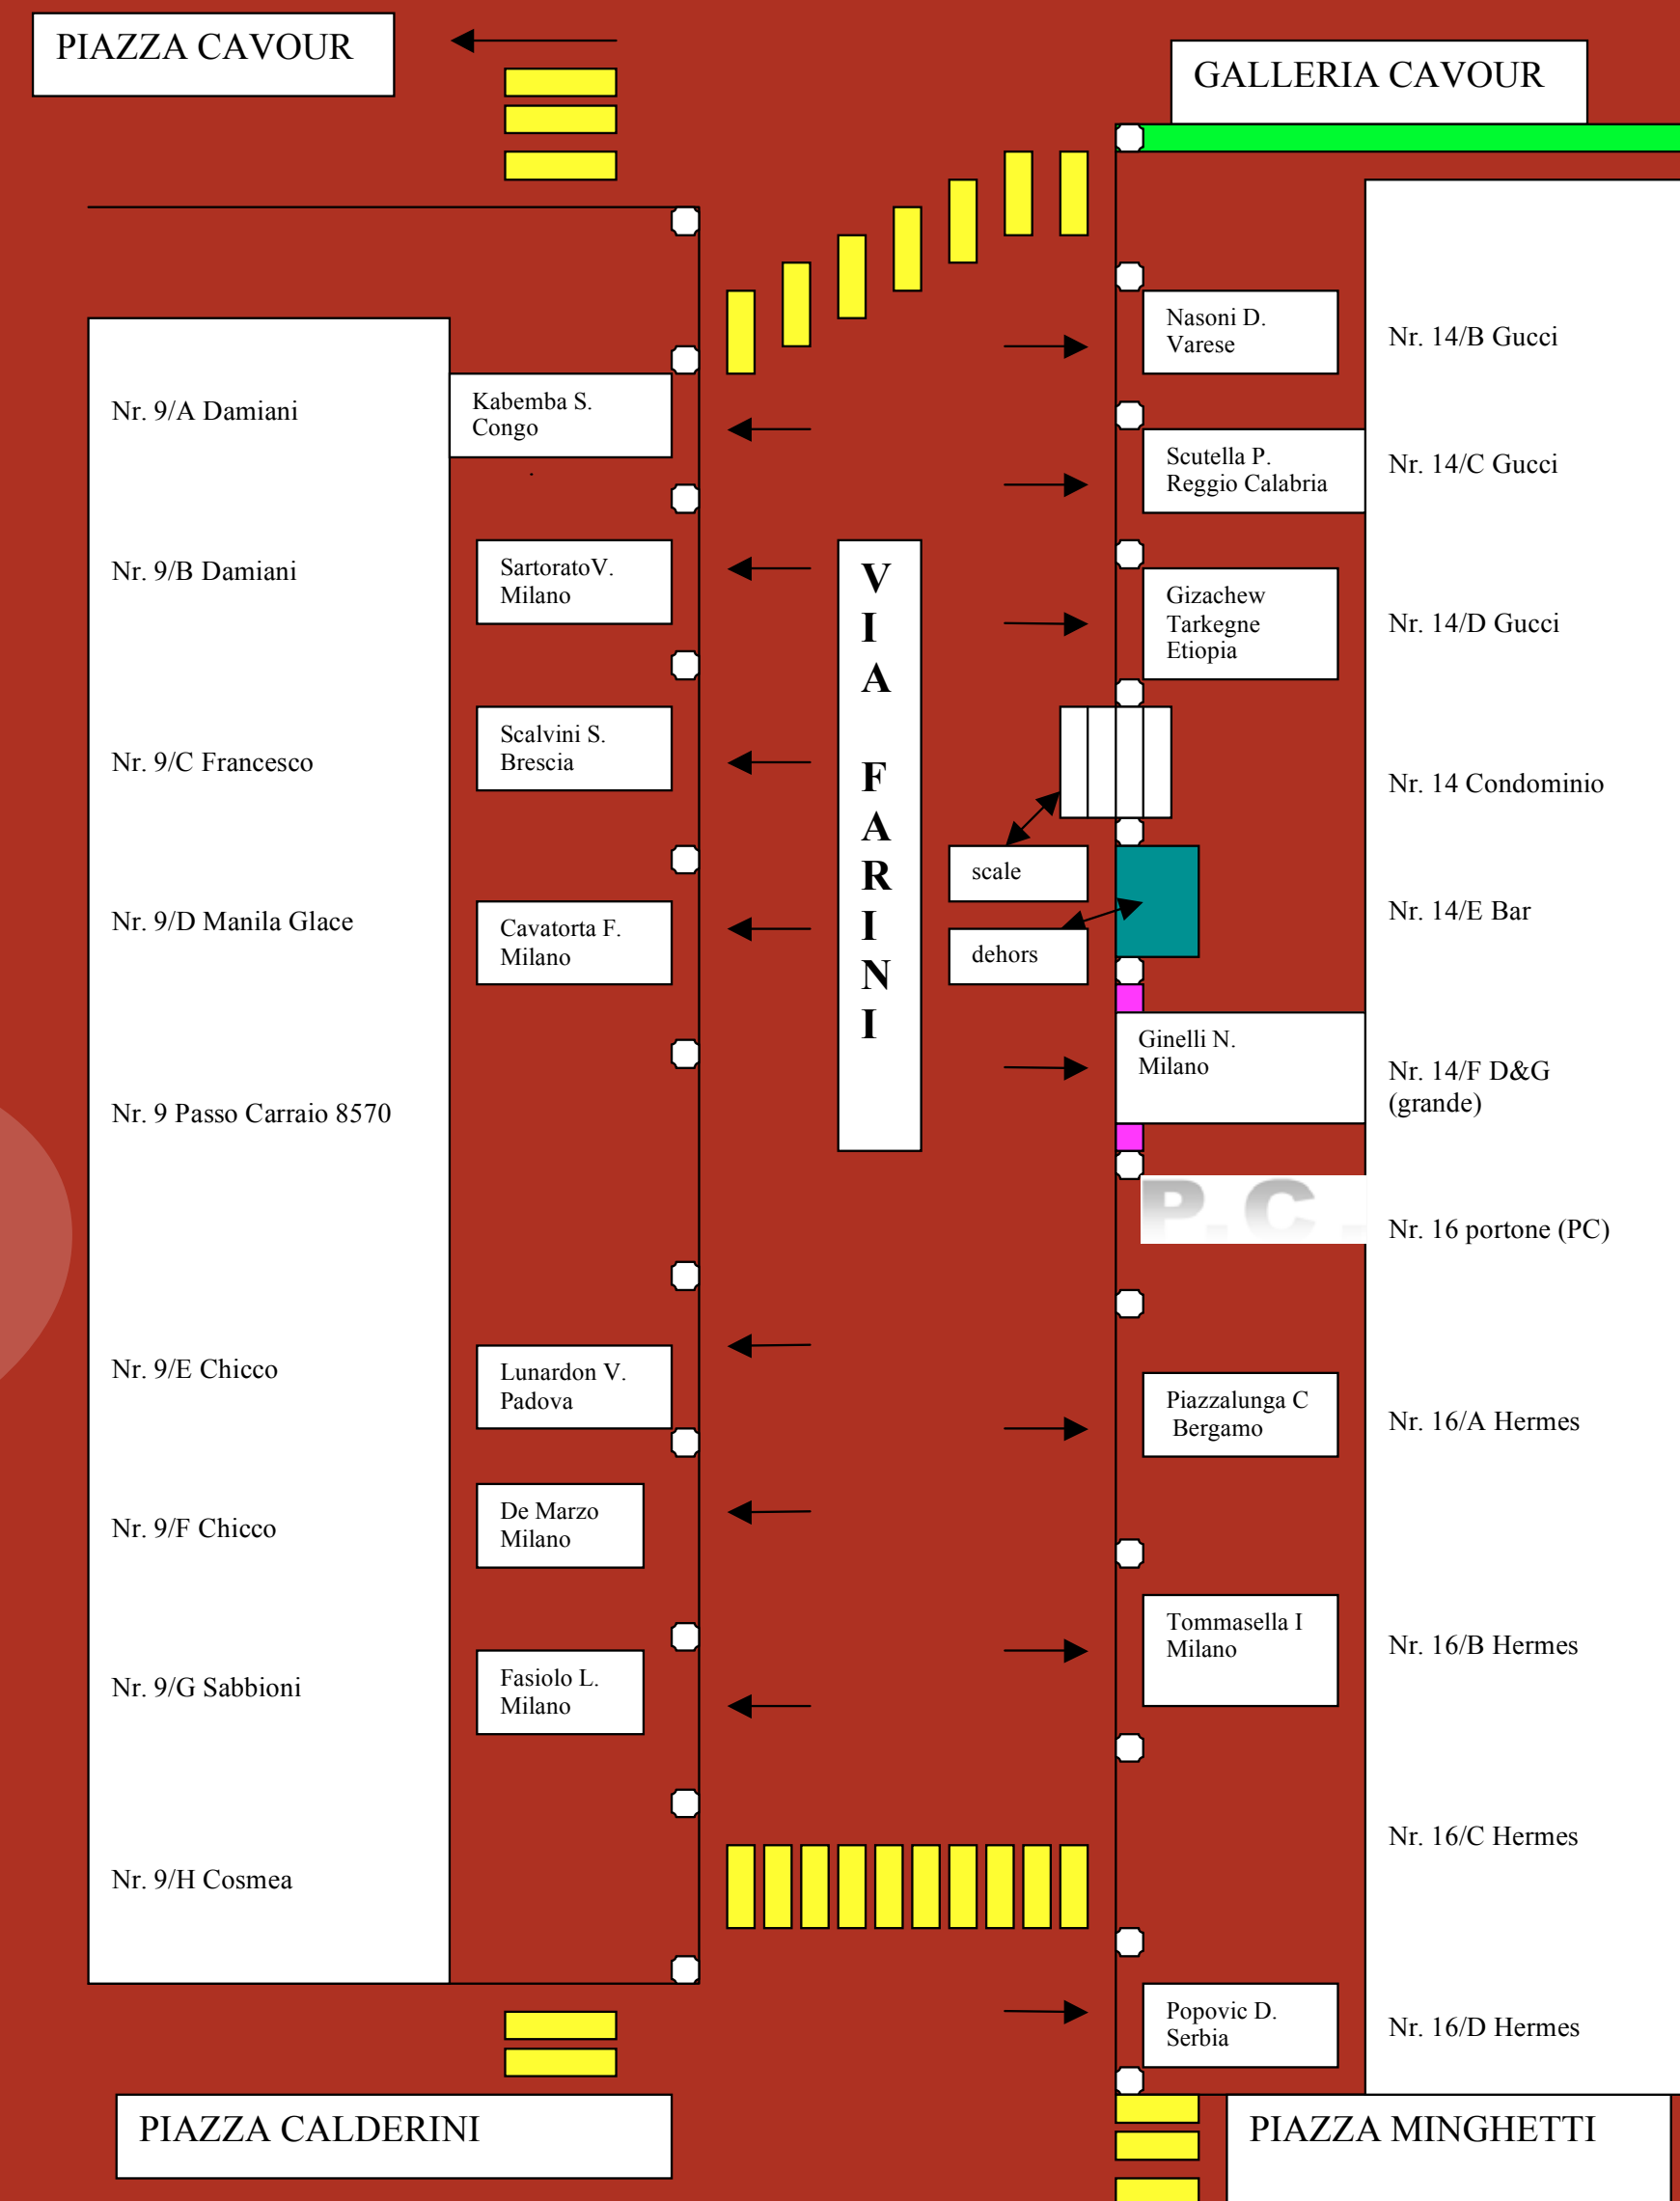 PIAZZA CAVOUR
GALLERIA CAVOUR
Nr. 9/A Damiani
Kabemba S.
Congo
.
Nr. 9/B Damiani
SartoratoV.
Milano
Nr. 9/C Francesco
Scalvini S.
Brescia
Nr. 9/D Manila Glace
Cavatorta F.
Milano
Nr. 9 Passo Carraio 8570
Nr. 9/E Chicco
Lunardon V.
Padova
Nr. 9/F Chicco
De Marzo
Milano
Nr. 9/G Sabbioni
Fasiolo L.
Milano
Nr. 9/H Cosmea
V
I
A
F
A
R
I
N
I
scale
dehors
Nasoni D.
Varese
Nr. 14/B Gucci
Scutella P.
Reggio Calabria
Nr. 14/C Gucci
Gizachew
Tarkegne
Etiopia
Nr. 14/D Gucci
Nr. 14 Condominio
Nr. 14/E Bar
Ginelli N.
Milano
Nr. 14/F D&G
(grande)
P.C.
Nr. 16 portone (PC)
Piazzalunga C
Bergamo
Nr. 16/A Hermes
Tommasella I
Milano
Nr. 16/B Hermes
Nr. 16/C Hermes
Popovic D.
Serbia
Nr. 16/D Hermes
PIAZZA CALDERINI
PIAZZA MINGHETTI